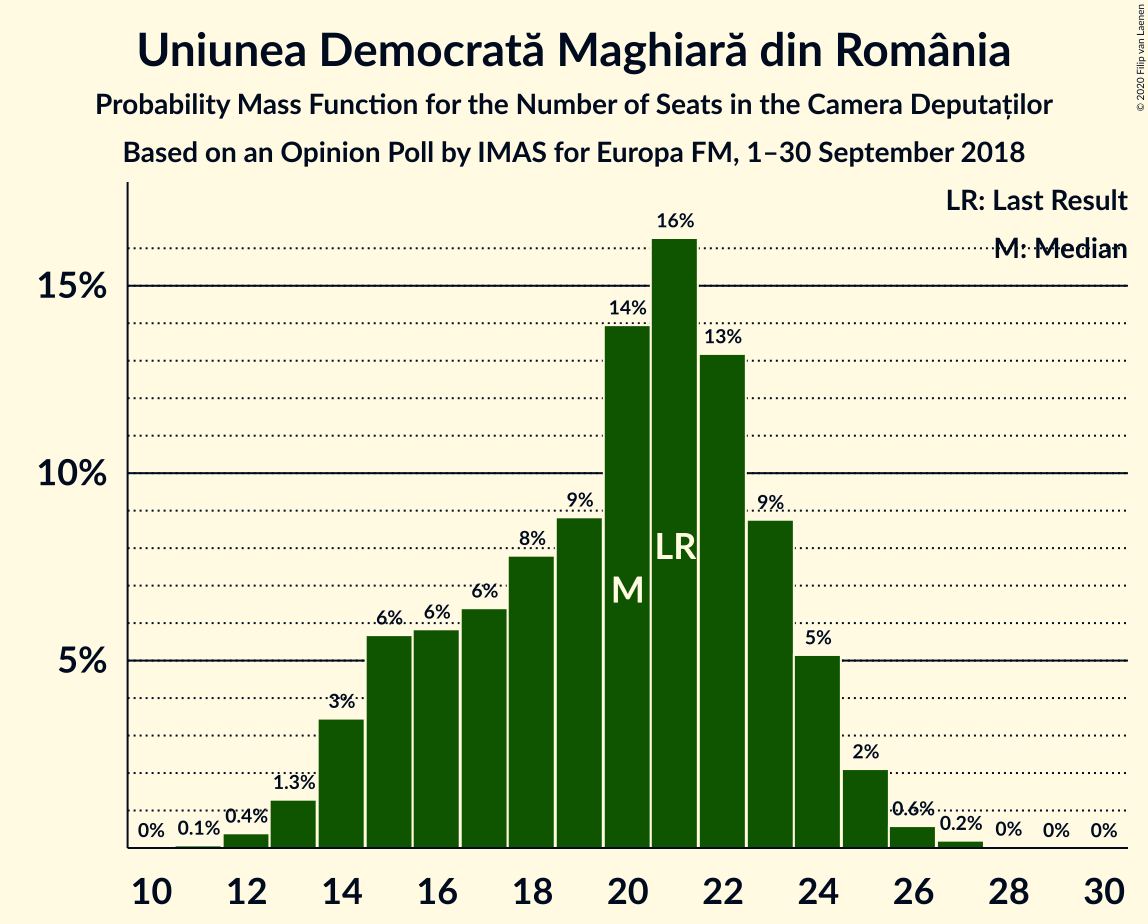 Uniunea Democrată Maghiară din România
Probability Mass Function for the Number of Seats in the Camera Deputaților
Based on an Opinion Poll by IMAS for Europa FM, 1–30 September 2018
© 2020 Filip van Laenen
LR: Last Result
M: Median
15%
10%
5%
0%
0.1%
0.4%
1.3%
3%
6%
6%
6%
8%
9%
14%
16%
13%
9%
5%
2%
0.6%
0.2%
0%
0%
0%
M
LR
10 12 14 16 18 20 22 24 26 28 30